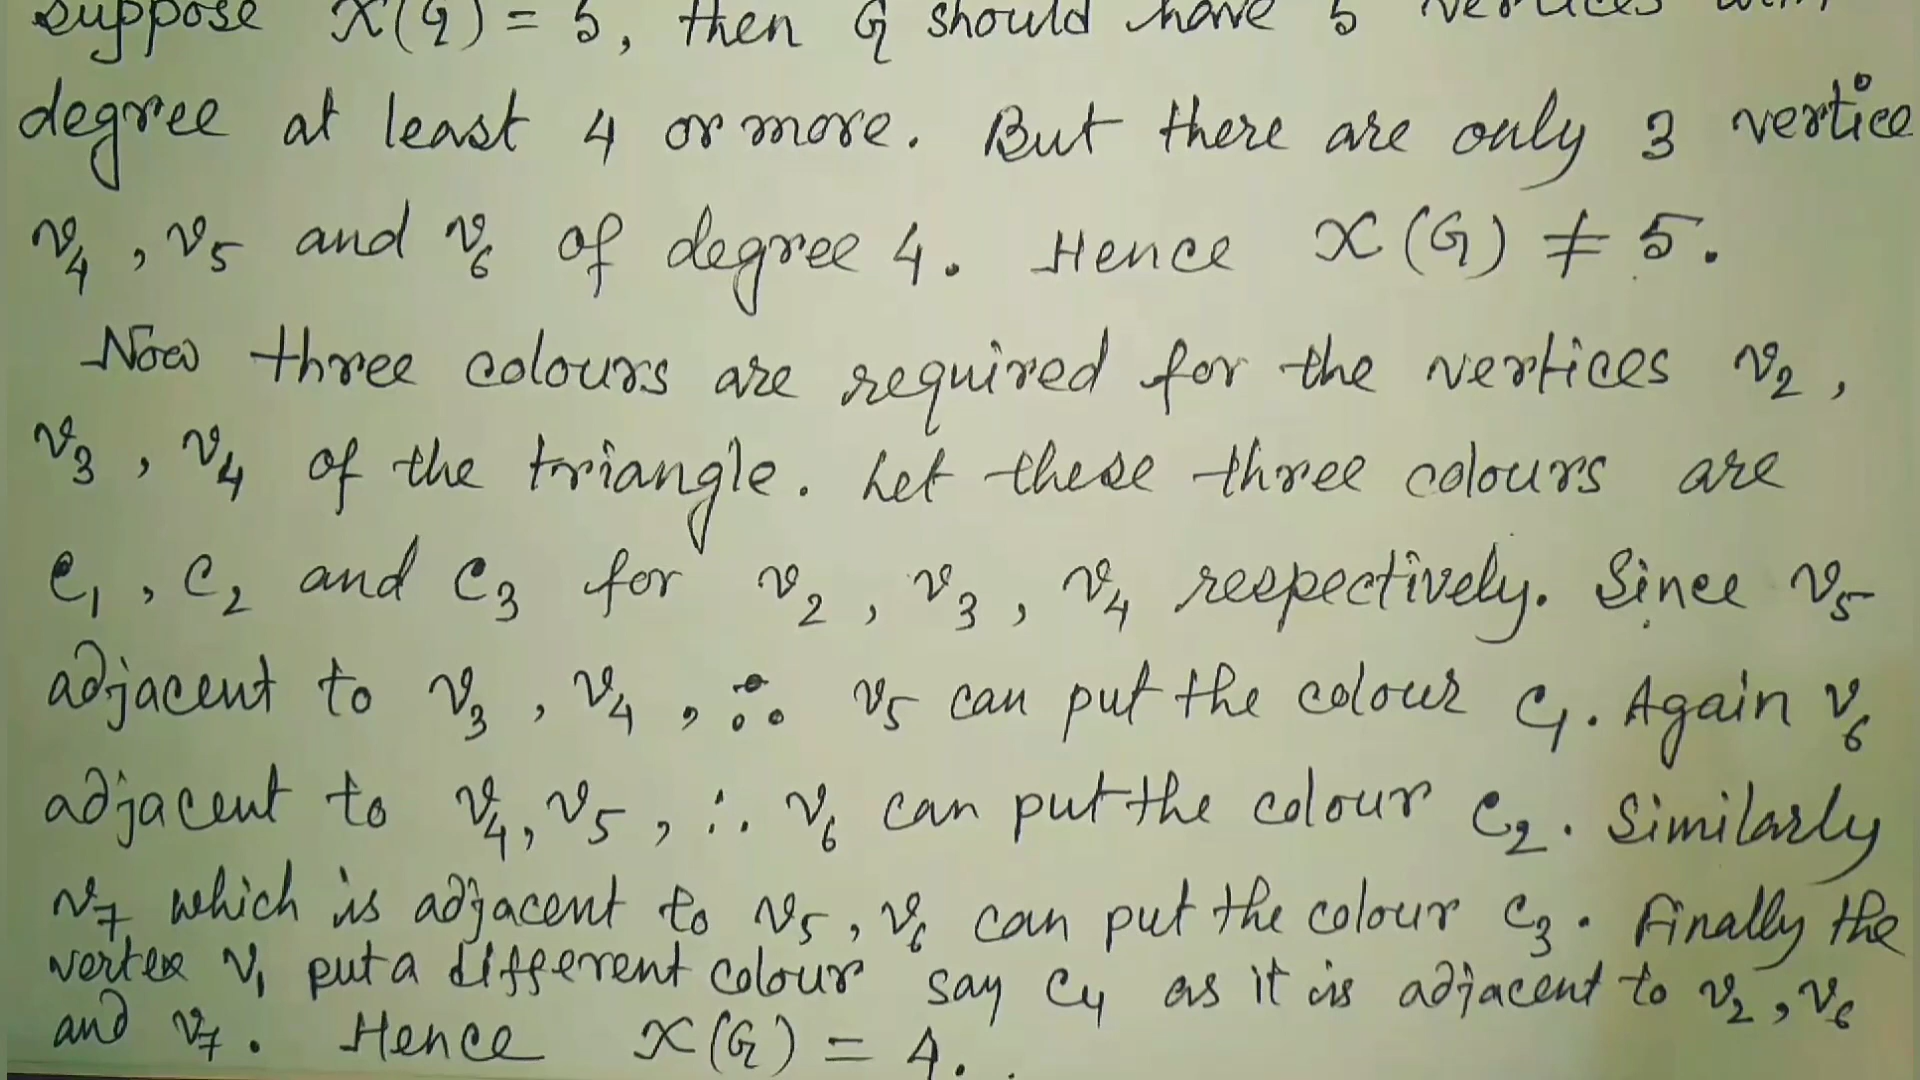 suppose χ(G) = 5, then G should have 5 vertices with
degree at least 4 or more. But there are only 3 vertice
v₄, v₅ and v₆ of degree 4. Hence χ(G) ≠ 5.
Now three colours are required for the vertices v₂,
v₃, v₄ of the triangle. Let these three colours are
c₁, c₂ and c₃ for v₂, v₃, v₄ respectively. Since v₅
adjacent to v₃, v₄, ∴ v₅ can put the colour c₁. Again v₆
adjacent to v₄, v₅, ∴ v₆ can put the colour c₂. Similarly
v₇ which is adjacent to v₅, v₆ can put the colour c₃. Finally the
vertex v₁ put a different colour say c₄ as it is adjacent to v₂, v₆
and v₇. Hence χ(G) = 4.